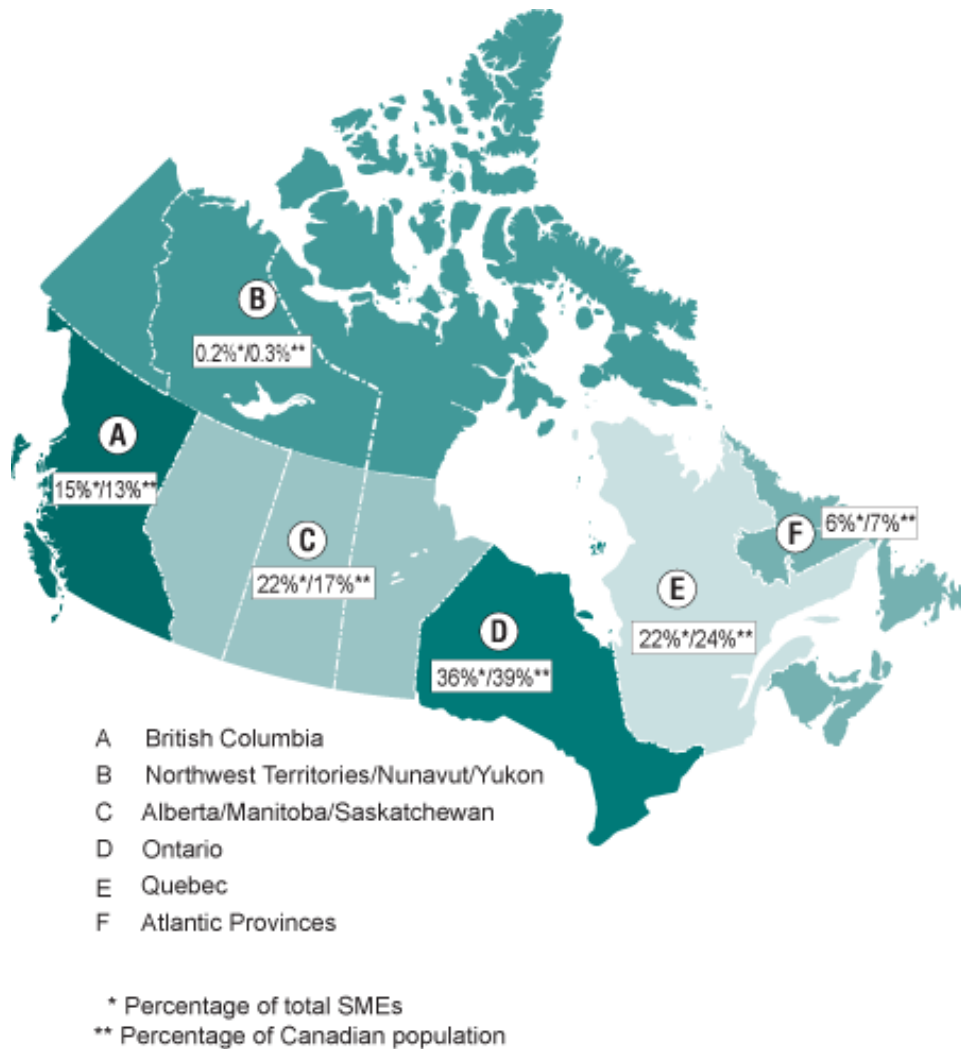 B
0.2%*/0.3%**
A
15%*/13%**
C
22%*/17%**
D
36%*/39%**
E
22%*/24%**
F
6%*/7%**
A British Columbia
B Northwest Territories/Nunavut/Yukon
C Alberta/Manitoba/Saskatchewan
D Ontario
E Quebec
F Atlantic Provinces
* Percentage of total SMEs
** Percentage of Canadian population